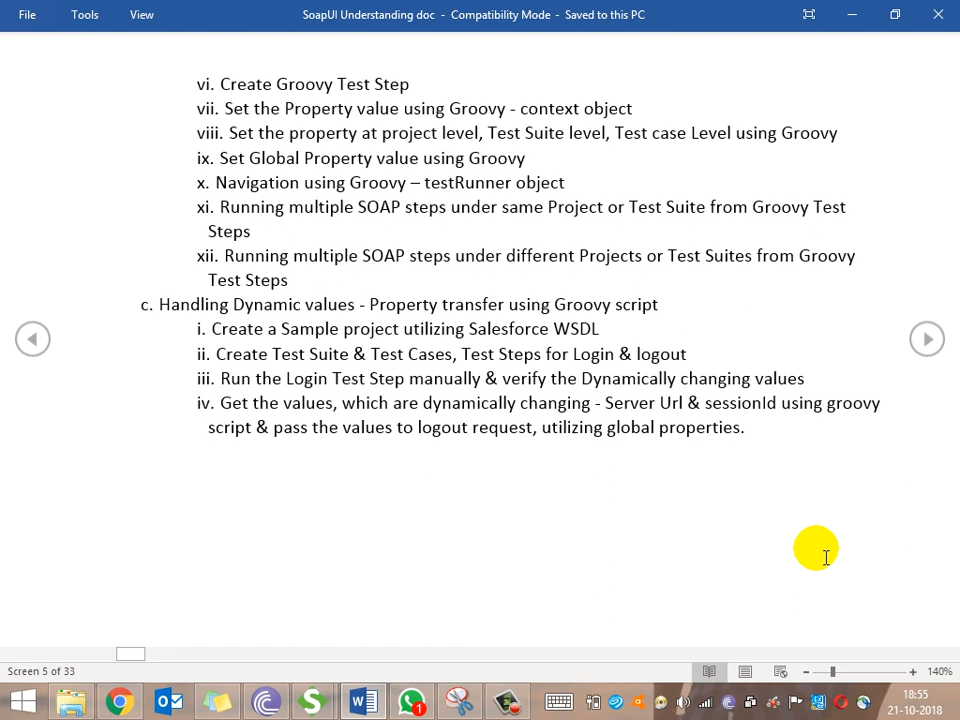 File Tools View SoapUI Understanding doc - Compatibility Mode - Saved to this PC
vi. Create Groovy Test Step
vii. Set the Property value using Groovy - context object
viii. Set the property at project level, Test Suite level, Test case Level using Groovy
ix. Set Global Property value using Groovy
x. Navigation using Groovy – testRunner object
xi. Running multiple SOAP steps under same Project or Test Suite from Groovy Test
Steps
xii. Running multiple SOAP steps under different Projects or Test Suites from Groovy
Test Steps
c. Handling Dynamic values - Property transfer using Groovy script
i. Create a Sample project utilizing Salesforce WSDL
ii. Create Test Suite & Test Cases, Test Steps for Login & logout
iii. Run the Login Test Step manually & verify the Dynamically changing values
iv. Get the values, which are dynamically changing - Server Url & sessionId using groovy
script & pass the values to logout request, utilizing global properties.
Screen 5 of 33 140%
18:55
21-10-2018